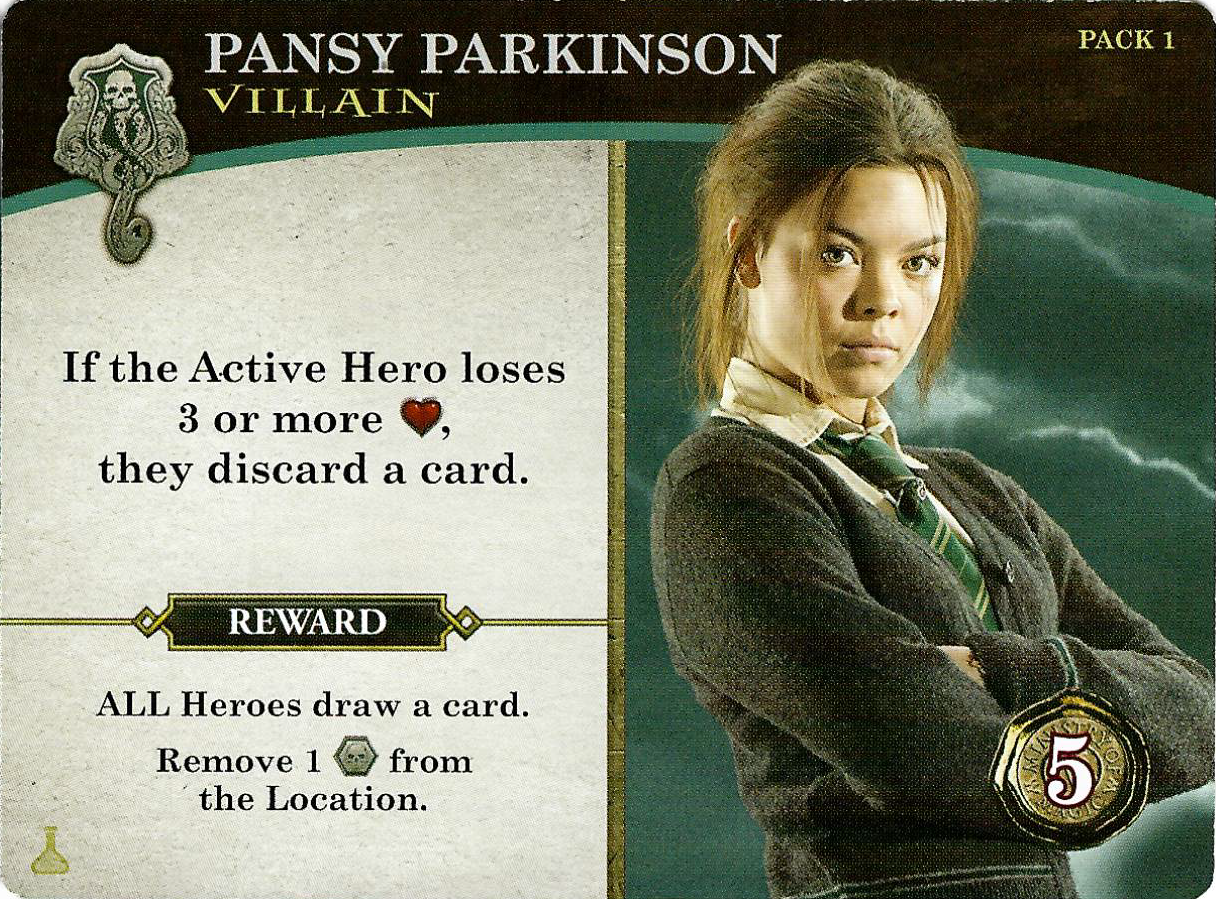 PANSY PARKINSON
VILLAIN
PACK 1
If the Active Hero loses
3 or more ,
they discard a card.
REWARD
ALL Heroes draw a card.
Remove 1 from
the Location.
5